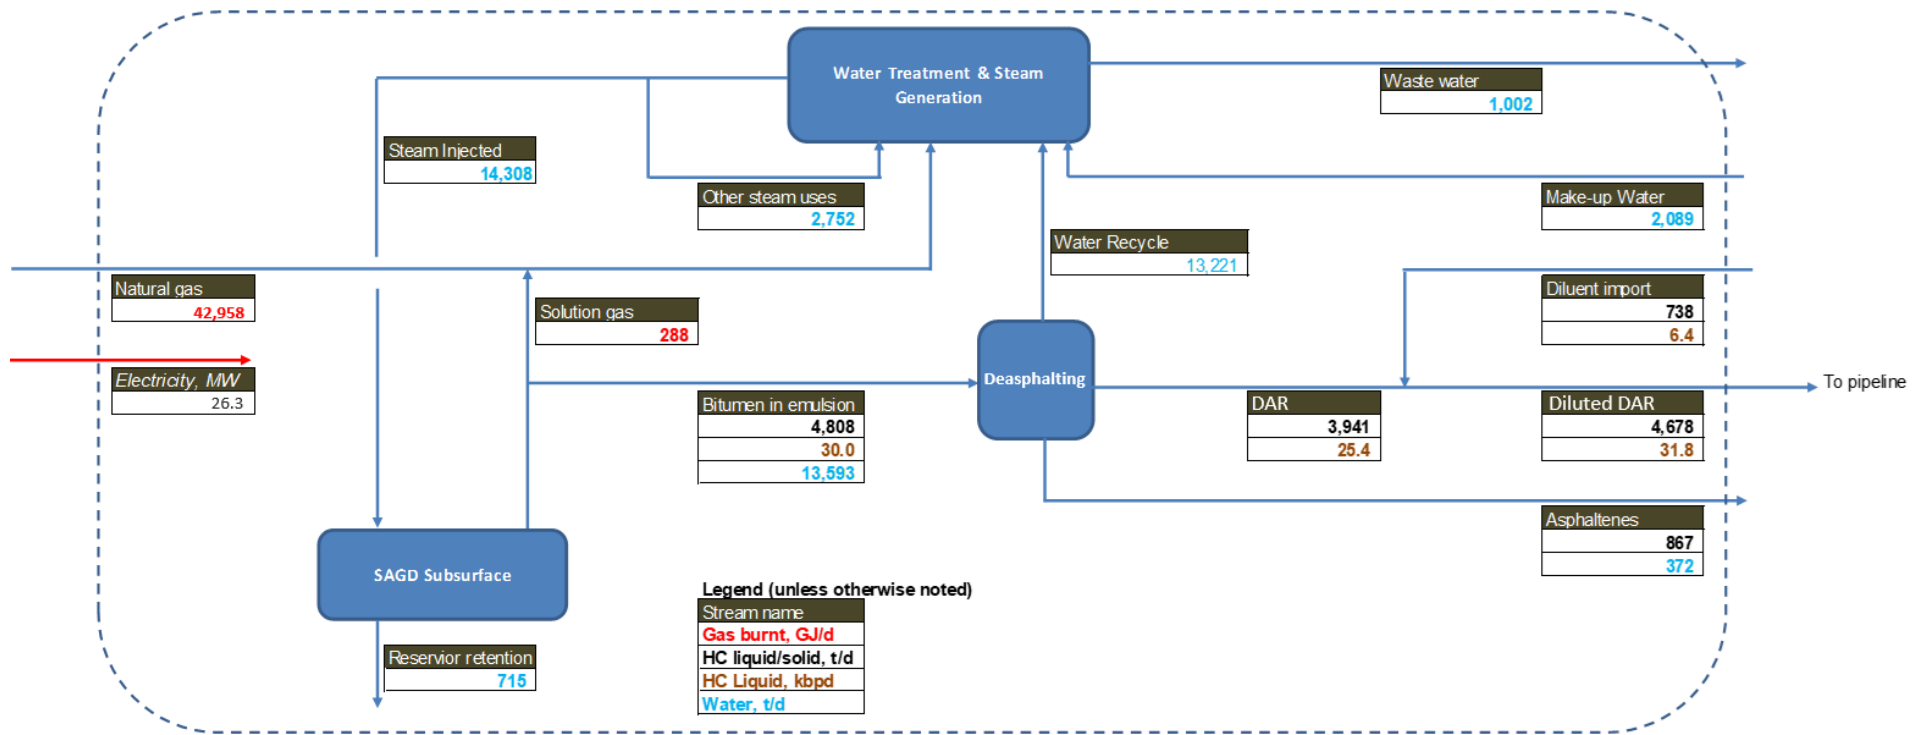 Water Treatment & Steam
Generation
Waste water
1,002
Steam Injected
14,308
Other steam uses
2,752
Make-up Water
2,089
Water Recycle
13,221
Natural gas
42,958
Solution gas
288
Diluent import
738
6.4
Electricity, MW
26.3
Deasphalting
To pipeline
Bitumen in emulsion
4,808
30.0
13,593
DAR
3,941
25.4
Diluted DAR
4,678
31.8
Asphaltenes
867
372
SAGD Subsurface
Reservior retention
715
Legend (unless otherwise noted)
Stream name
Gas burnt, GJ/d
HC liquid/solid, t/d
HC Liquid, kbpd
Water, t/d